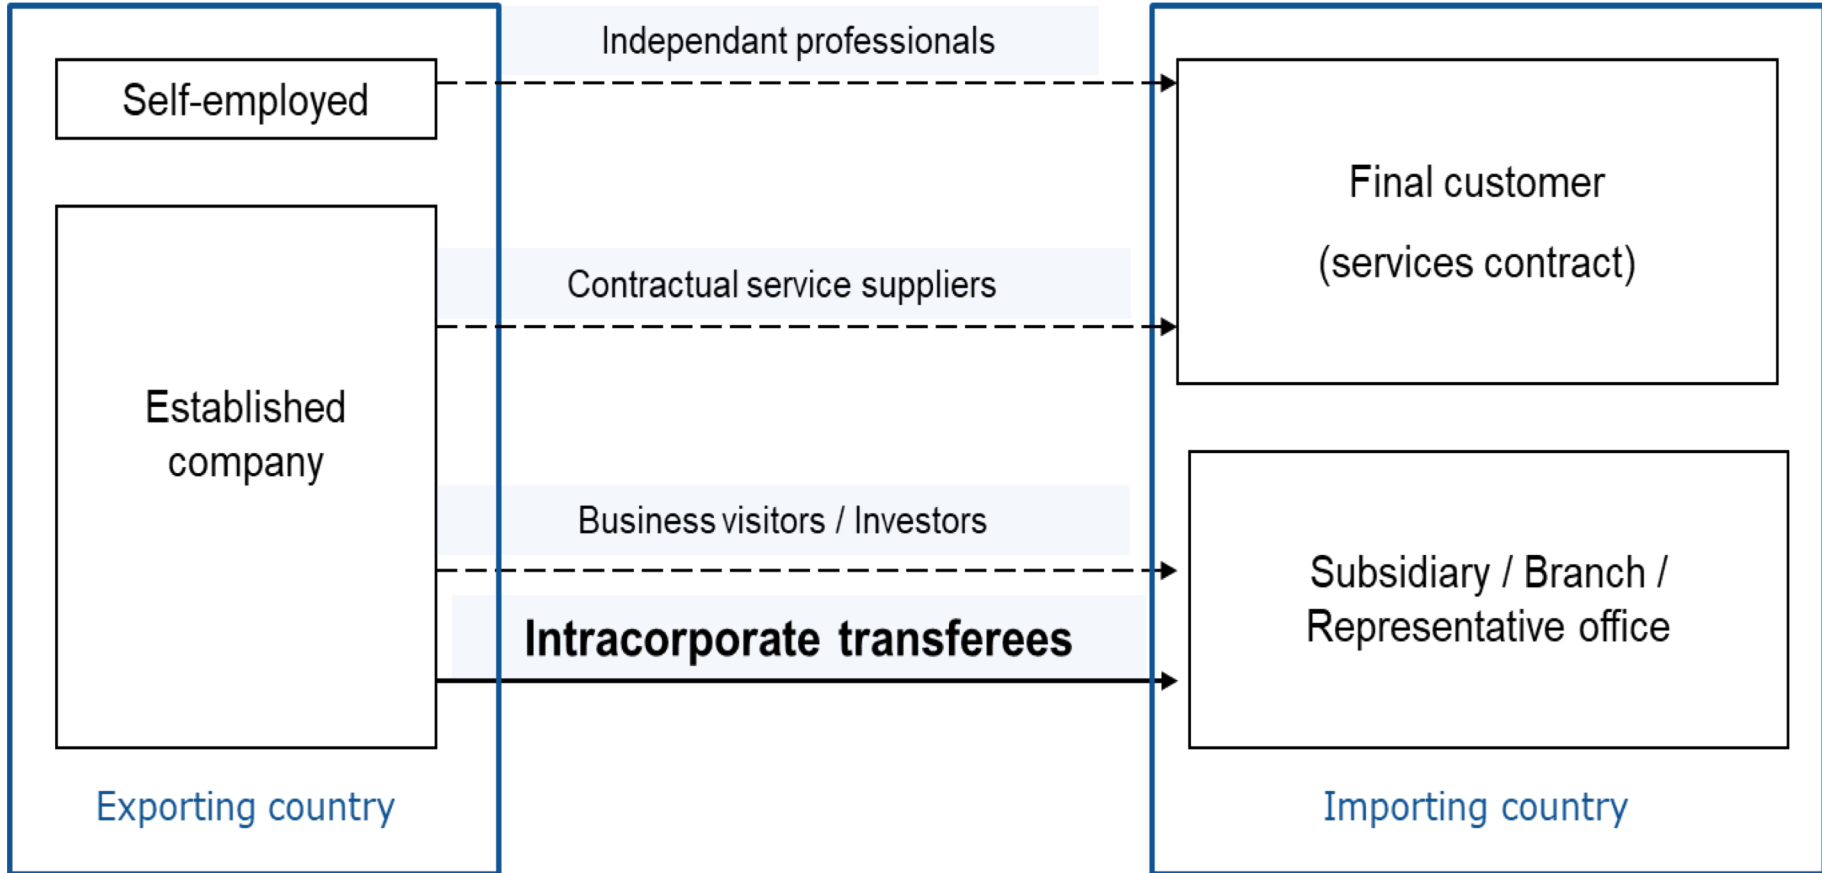 Independant professionals
Self-employed
Final customer
(services contract)
Contractual service suppliers
Established
company
Business visitors / Investors
Subsidiary / Branch /
Representative office
Intracorporate transferees
Exporting country
Importing country